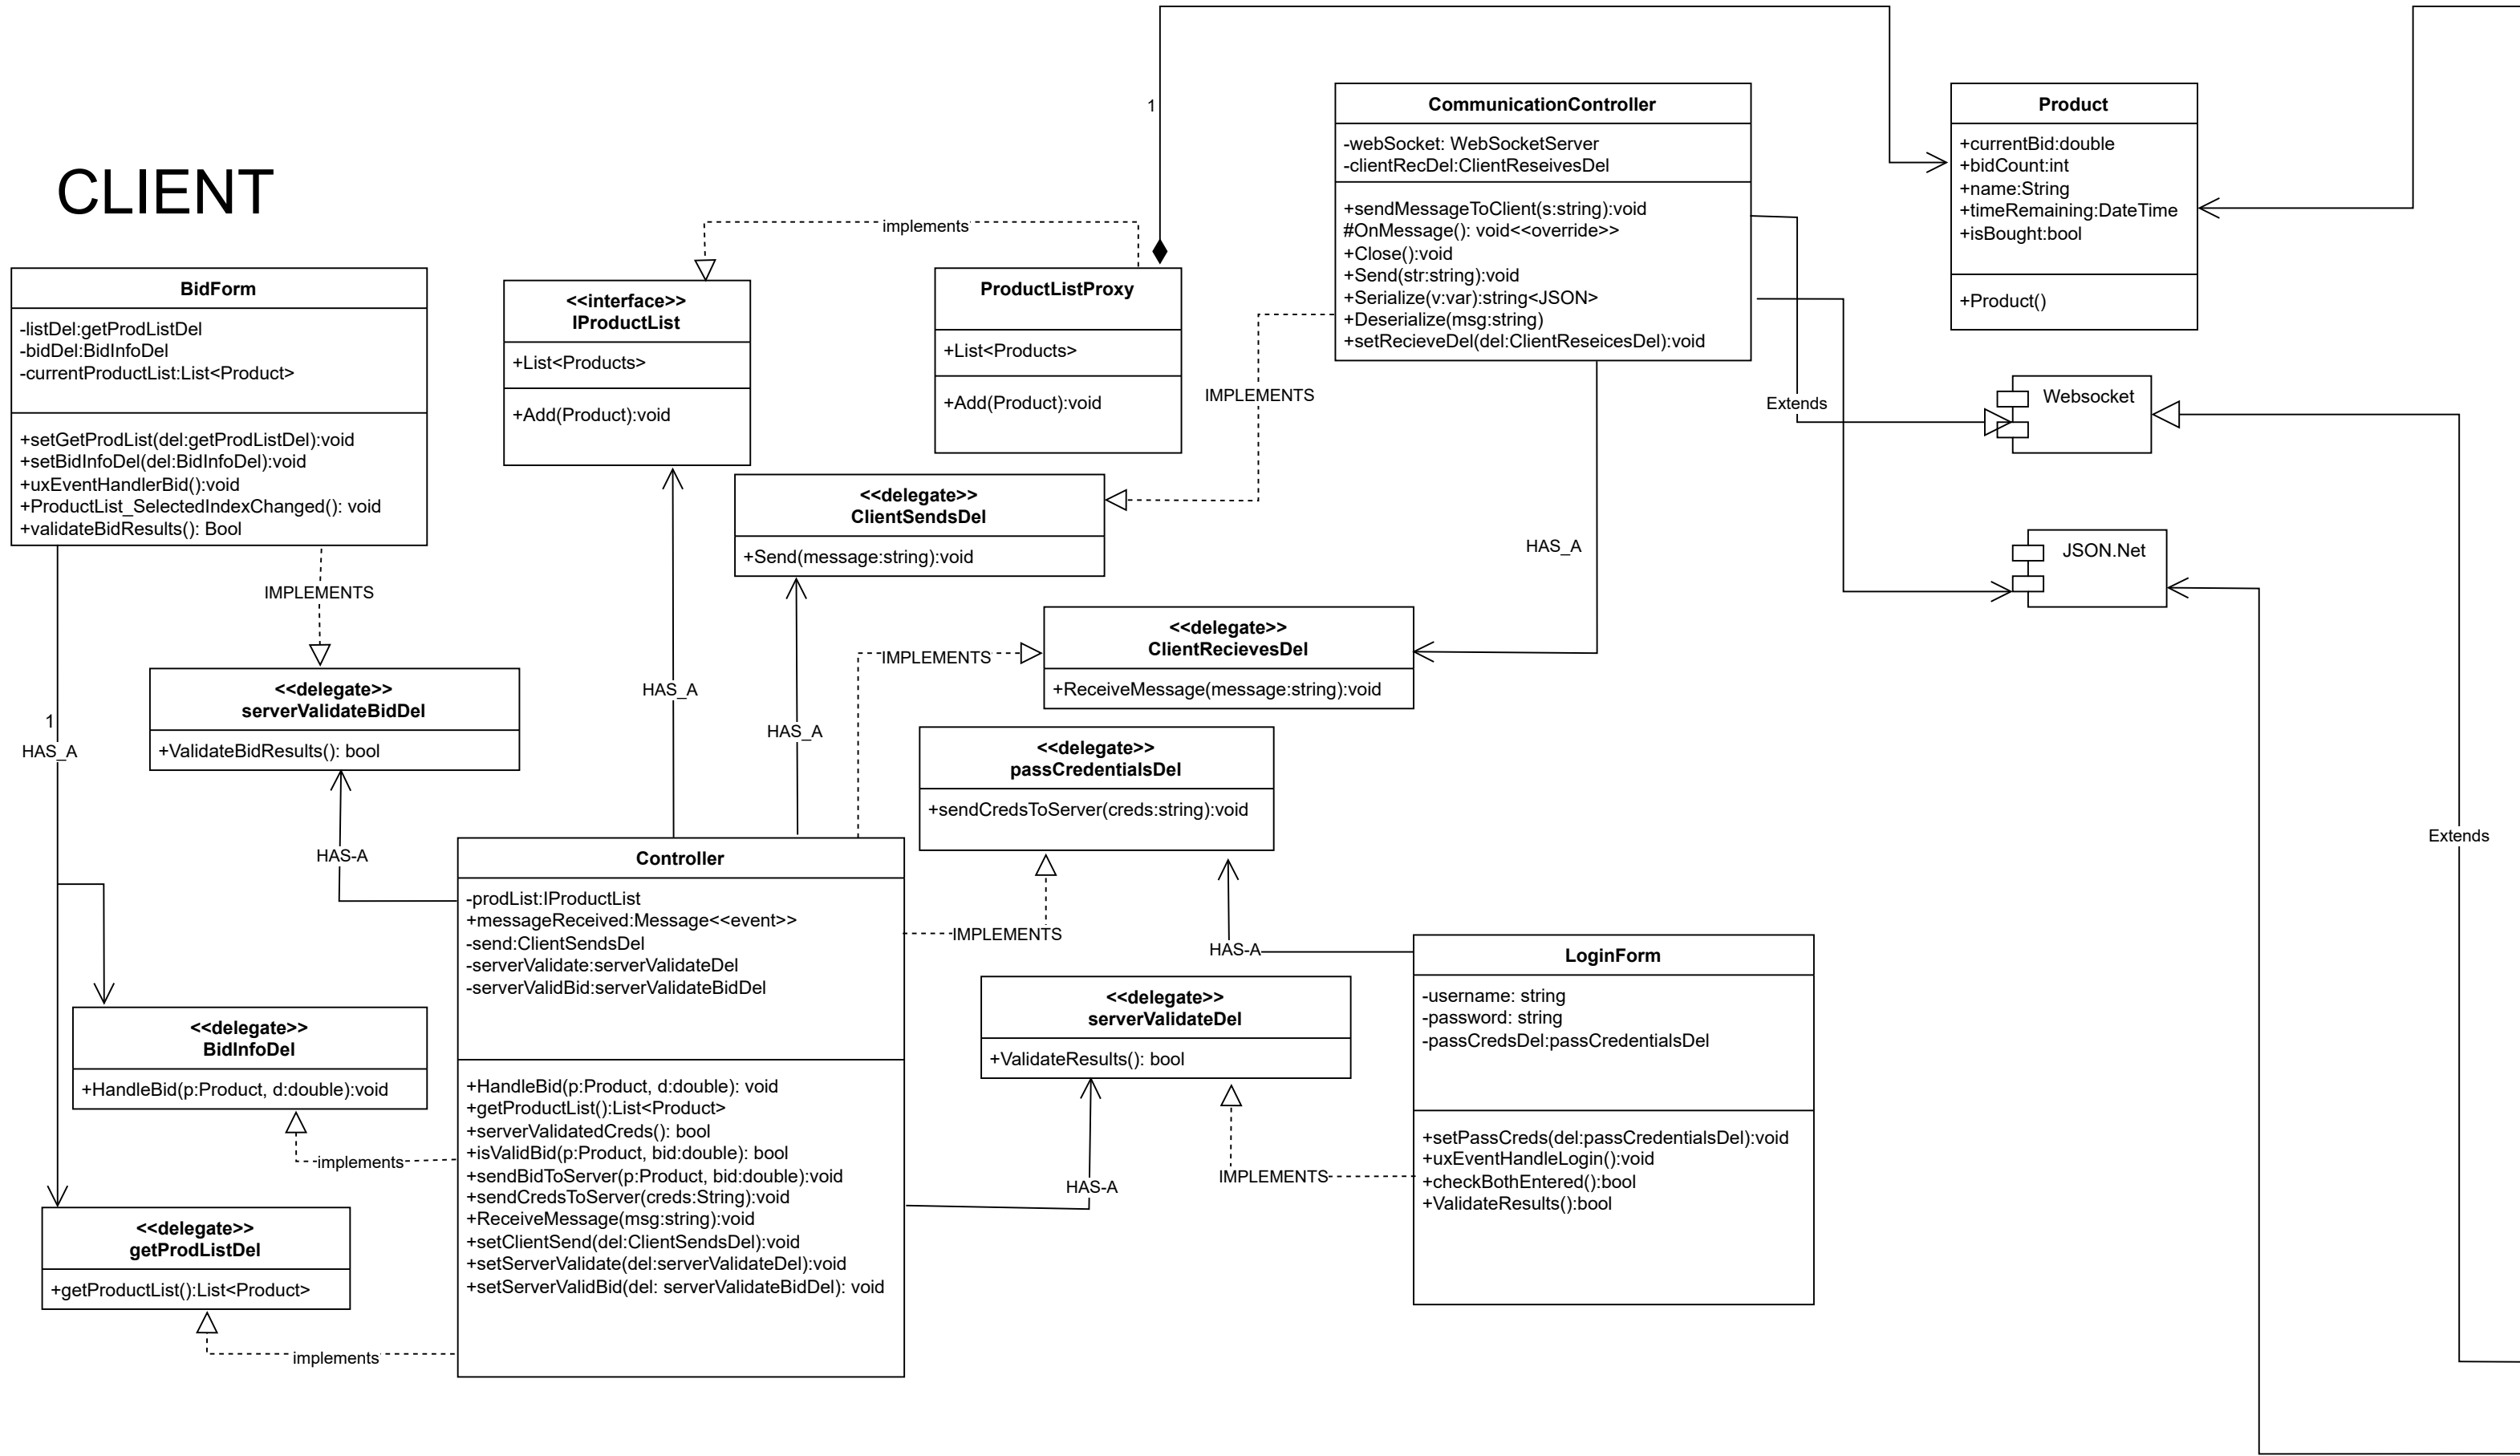 CLIENT
BidForm
-listDel:getProdListDel
-bidDel:BidInfoDel
-currentProductList:List<Product>
+setGetProdList(del:getProdListDel):void
+setBidInfoDel(del:BidInfoDel):void
+uxEventHandlerBid():void
+ProductList_SelectedIndexChanged(): void
+validateBidResults(): Bool
implements
<<interface>>
IProductList
+List<Products>
+Add(Product):void
1
ProductListProxy
+List<Products>
+Add(Product):void
CommunicationController
-webSocket: WebSocketServer
-clientRecDel:ClientReseivesDel
+sendMessageToClient(s:string):void
#OnMessage(): void<<override>>
+Close():void
+Send(str:string):void
+Serialize(v:var):string<JSON>
+Deserialize(msg:string)
+setRecieveDel(del:ClientReseicesDel):void
Product
+currentBid:double
+bidCount:int
+name:String
+timeRemaining:DateTime
+isBought:bool
+Product()
IMPLEMENTS
Extends
Websocket
<<delegate>>
ClientSendsDel
+Send(message:string):void
HAS_A
JSON.Net
IMPLEMENTS
<<delegate>>
serverValidateBidDel
+ValidateBidResults(): bool
1
HAS_A
HAS_A
HAS_A
IMPLEMENTS
<<delegate>>
ClientRecievesDel
+ReceiveMessage(message:string):void
<<delegate>>
passCredentialsDel
+sendCredsToServer(creds:string):void
HAS-A
Extends
Controller
-prodList:IProductList
+messageReceived:Message<<event>>
-send:ClientSendsDel
-serverValidate:serverValidateDel
-serverValidBid:serverValidateBidDel
+HandleBid(p:Product, d:double): void
+getProductList():List<Product>
+serverValidatedCreds(): bool
+isValidBid(p:Product, bid:double): bool
+sendBidToServer(p:Product, bid:double):void
+sendCredsToServer(creds:String):void
+ReceiveMessage(msg:string):void
+setClientSend(del:ClientSendsDel):void
+setServerValidate(del:serverValidateDel):void
+setServerValidBid(del: serverValidateBidDel): void
IMPLEMENTS
HAS-A
<<delegate>>
serverValidateDel
+ValidateResults(): bool
LoginForm
-username: string
-password: string
-passCredsDel:passCredentialsDel
+setPassCreds(del:passCredentialsDel):void
+uxEventHandleLogin():void
+checkBothEntered():bool
+ValidateResults():bool
<<delegate>>
BidInfoDel
+HandleBid(p:Product, d:double):void
implements
HAS-A
IMPLEMENTS
<<delegate>>
getProdListDel
+getProductList():List<Product>
implements